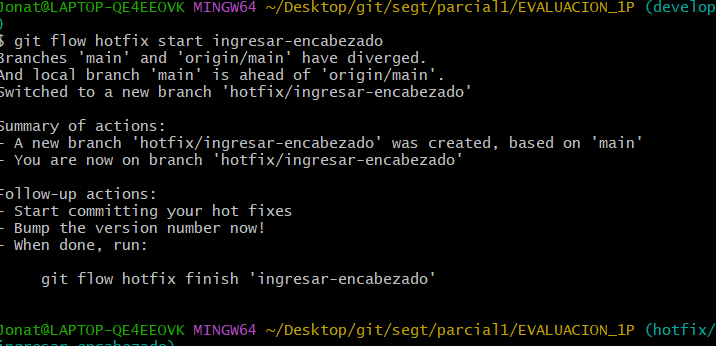 Jonat@LAPTOP-QE4EEOVK MINGW64 ~/Desktop/git/segt/parcial1/EVALUACION_1P (develop
)
$ git flow hotfix start ingresar-encabezado
Branches 'main' and 'origin/main' have diverged.
And local branch 'main' is ahead of 'origin/main'.
Switched to a new branch 'hotfix/ingresar-encabezado'
Summary of actions:
- A new branch 'hotfix/ingresar-encabezado' was created, based on 'main'
- You are now on branch 'hotfix/ingresar-encabezado'
Follow-up actions:
- Start committing your hot fixes
- Bump the version number now!
- When done, run:
git flow hotfix finish 'ingresar-encabezado'
Jonat@LAPTOP-QE4EEOVK MINGW64 ~/Desktop/git/segt/parcial1/EVALUACION_1P (hotfix/
ingresar-encabezado)